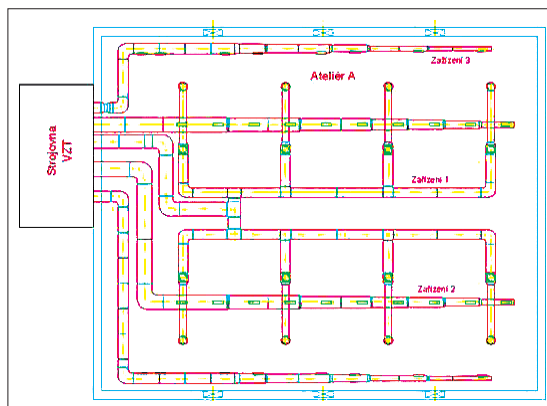 Zařízení 3
Ateliér A
Strojovna
VZT
Zařízení 1
Zařízení 2